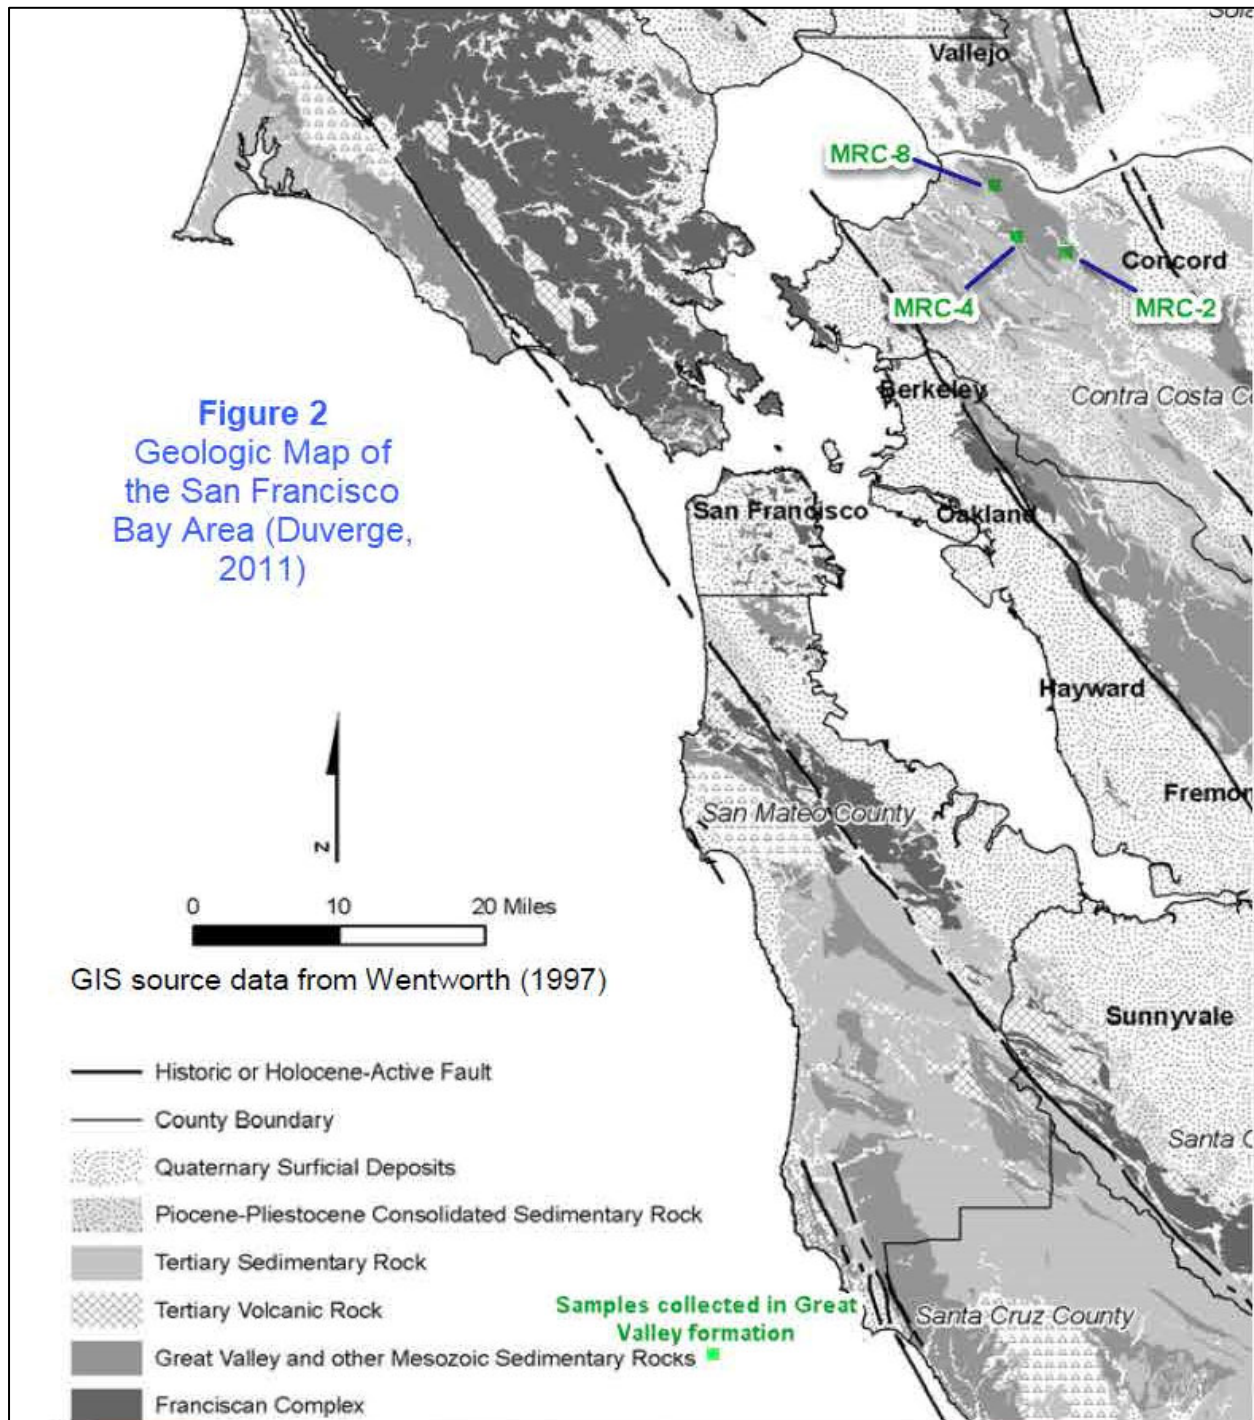 Sola
Vallejo
MRC-8
Concord
MRC-4
MRC-2
Berkeley
Contra Costa C
Figure 2
Geologic Map of
the San Francisco
Bay Area (Duverge,
2011)
San Francisco
Oakland
Hayward
Fremon
San Mateo County
N
0 10 20 Miles
GIS source data from Wentworth (1997)
Sunnyvale
Santa C
Historic or Holocene-Active Fault
County Boundary
Quaternary Surficial Deposits
Piocene-Pliestocene Consolidated Sedimentary Rock
Tertiary Sedimentary Rock
Tertiary Volcanic Rock
Samples collected in Great
Valley formation
Santa Cruz County
Great Valley and other Mesozoic Sedimentary Rocks
Franciscan Complex